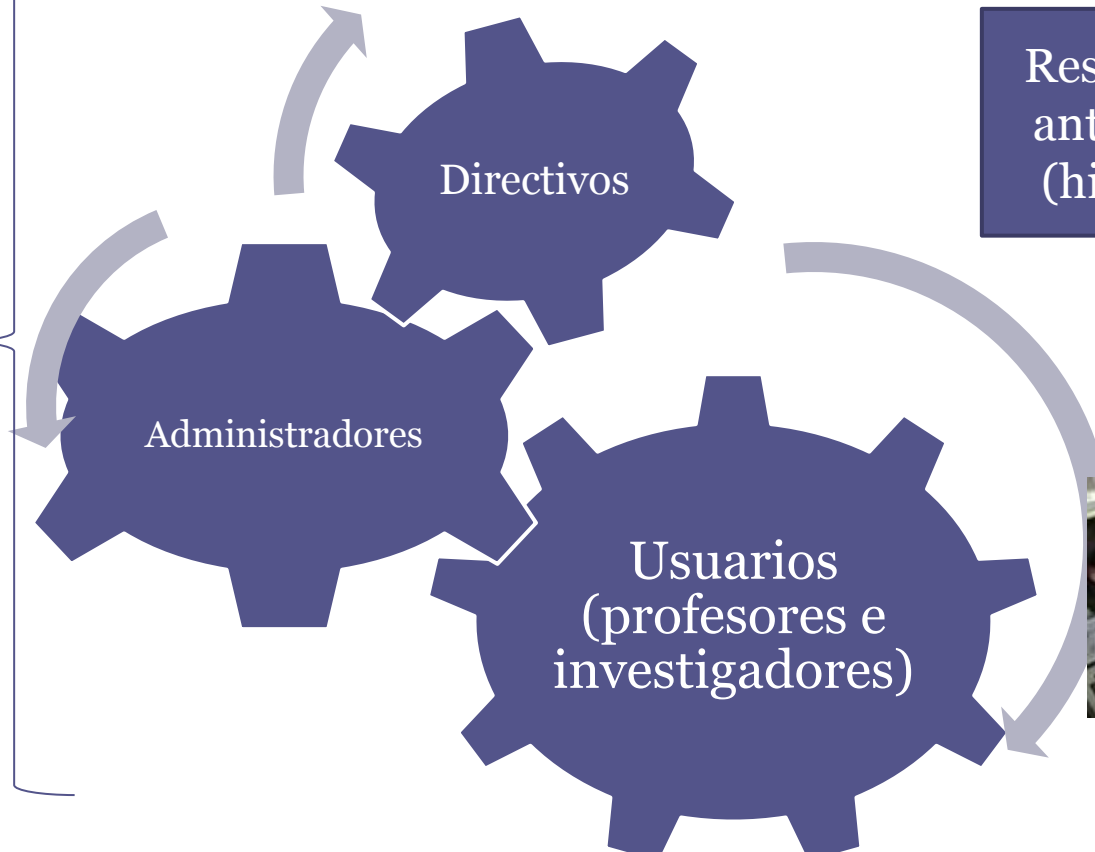 Directivos
Administradores
Usuarios
(profesores e
investigadores)